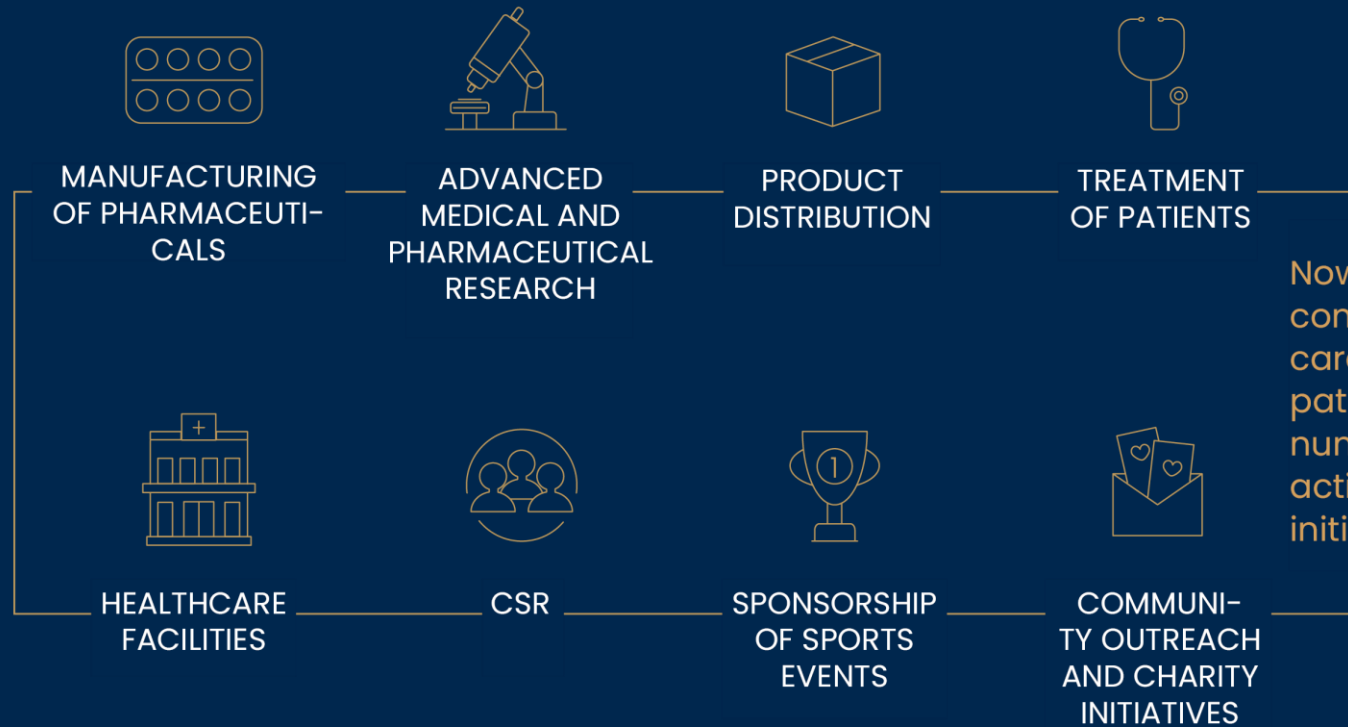 MANUFACTURING
OF PHARMACEUTI-
CALS
ADVANCED
MEDICAL AND
PHARMACEUTICAL
RESEARCH
PRODUCT
DISTRIBUTION
TREATMENT
OF PATIENTS
HEALTHCARE
FACILITIES
CSR
1
SPONSORSHIP
OF SPORTS
EVENTS
COMMUNI-
TY OUTREACH
AND CHARITY
INITIATIVES